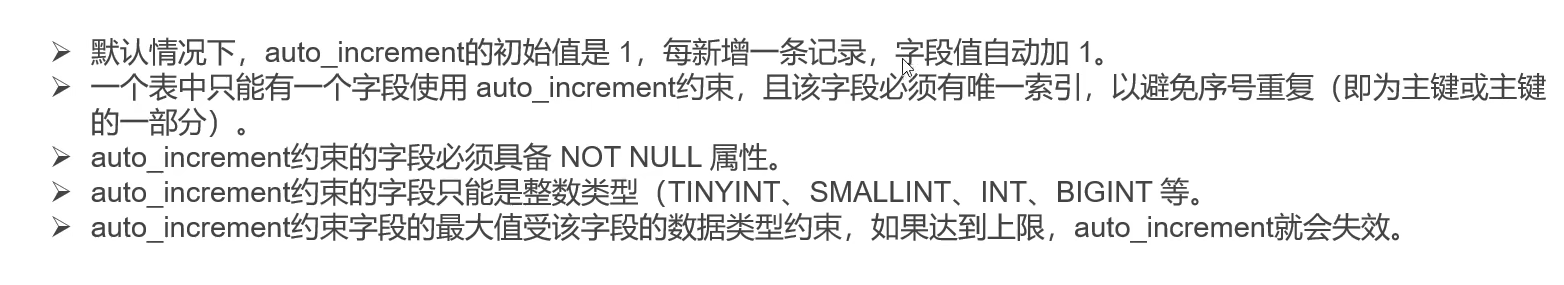 ➢ 默认情况下，auto_increment的初始值是 1，每新增一条记录，字段值自动加 1。
➢ 一个表中只能有一个字段使用 auto_increment约束，且该字段必须有唯一索引，以避免序号重复（即为主键或主键
的一部分）。
➢ auto_increment约束的字段必须具备 NOT NULL 属性。
➢ auto_increment约束的字段只能是整数类型（TINYINT、SMALLINT、INT、BIGINT 等。
➢ auto_increment约束字段的最大值受该字段的数据类型约束，如果达到上限，auto_increment就会失效。